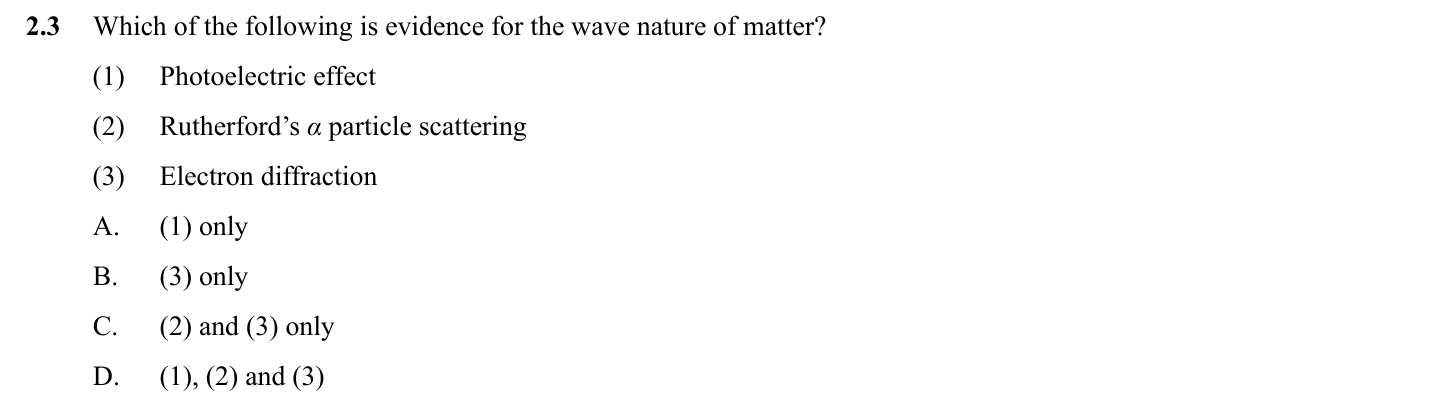 2.3 Which of the following is evidence for the wave nature of matter?
(1) Photoelectric effect
(2) Rutherford’s α particle scattering
(3) Electron diffraction
A. (1) only
B. (3) only
C. (2) and (3) only
D. (1), (2) and (3)